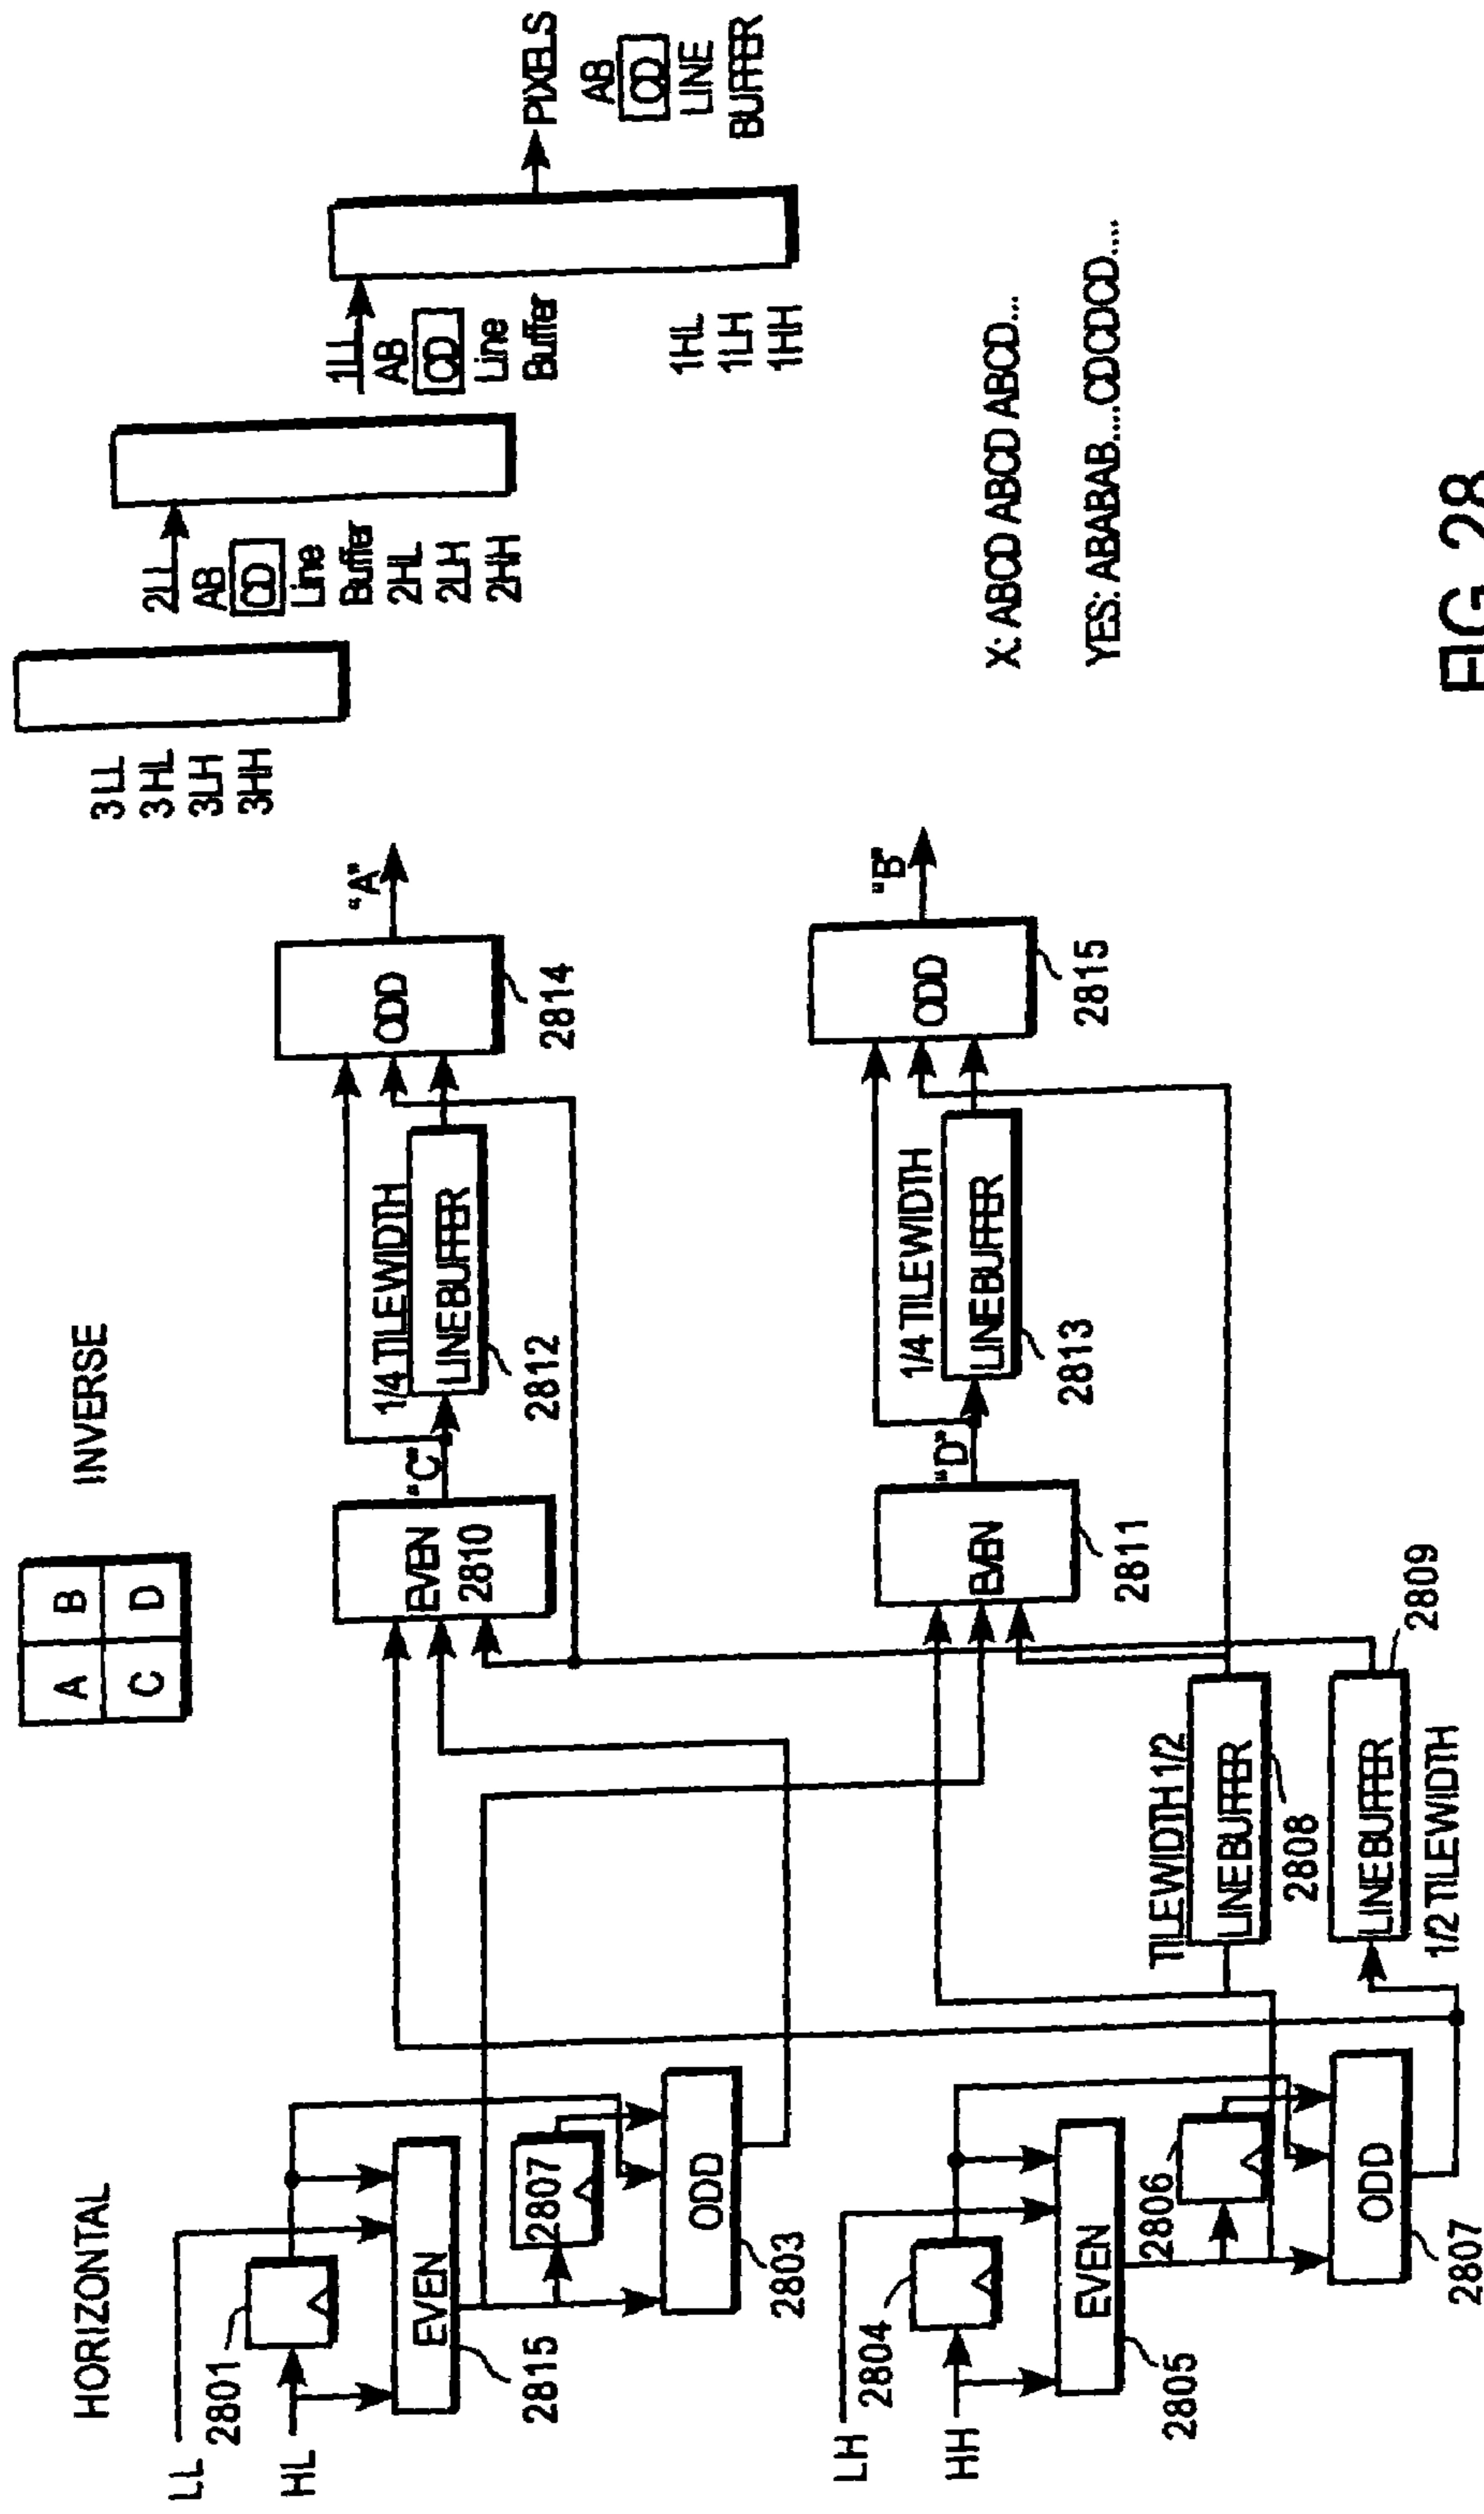 HORIZONTAL
INVERSE
A B
C D
LL
2801
HL
EVEN
2815
2807
ODD
2803
LH
2804
HH
EVEN
2805
2806
ODD
2807
TILEWIDTH 1/2
LINEBUFFER
2808
LINEBUFFER
2809
1/2 TILEWIDTH
EVEN
2810
"C"
1/4 TILEWIDTH
LINEBUFFER
2812
ODD
2814
"A"
EVEN
2811
"D"
1/4 TILEWIDTH
LINEBUFFER
2813
ODD
2815
"B"
3LL
3HL
3LH
3HH
2LL
AB
CD
Line
Buffer
2HL
2LH
2HH
1LL
AB
CD
Line
Buffer
1HL
1LH
1HH
PIXELS
AB
CD
LINE
BUFFER
X: ABCD ABCD ABCD...
YES: ABABAB....CDCDCD....
FIG. 28